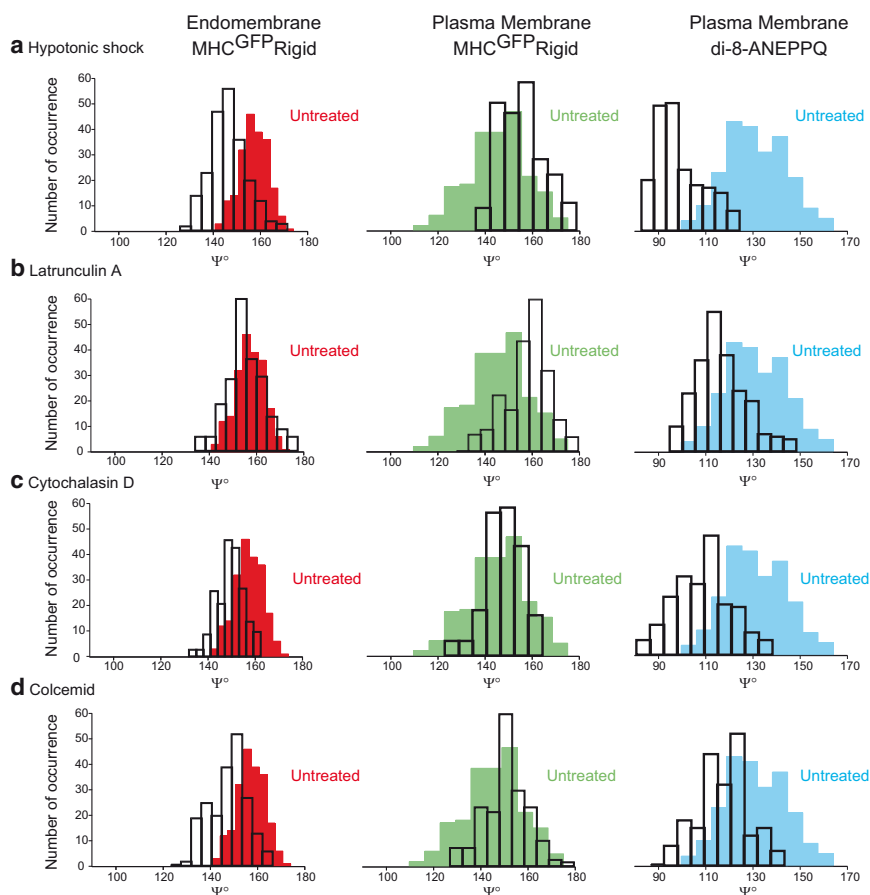 Endomembrane
MHCGFPRigid
Plasma Membrane
MHCGFPRigid
Plasma Membrane
di-8-ANEPPQ
a Hypotonic shock
Number of occurrence
60
50
40
30
20
10
0
100 120 140 160 180
Ψ°
Untreated
100 120 140 160 180
Ψ°
Untreated
90 110 130 150 170
Ψ°
Untreated
b Latrunculin A
Number of occurrence
60
50
40
30
20
10
0
100 120 140 160 180
Ψ°
Untreated
100 120 140 160 180
Ψ°
Untreated
90 110 130 150 170
Ψ°
Untreated
c Cytochalasin D
Number of occurrence
60
50
40
30
20
10
0
100 120 140 160 180
Ψ°
Untreated
100 120 140 160 180
Ψ°
Untreated
90 110 130 150 170
Ψ°
Untreated
d Colcemid
Number of occurrence
60
50
40
30
20
10
0
100 120 140 160 180
Ψ°
Untreated
100 120 140 160 180
Ψ°
Untreated
90 110 130 150 170
Ψ°
Untreated